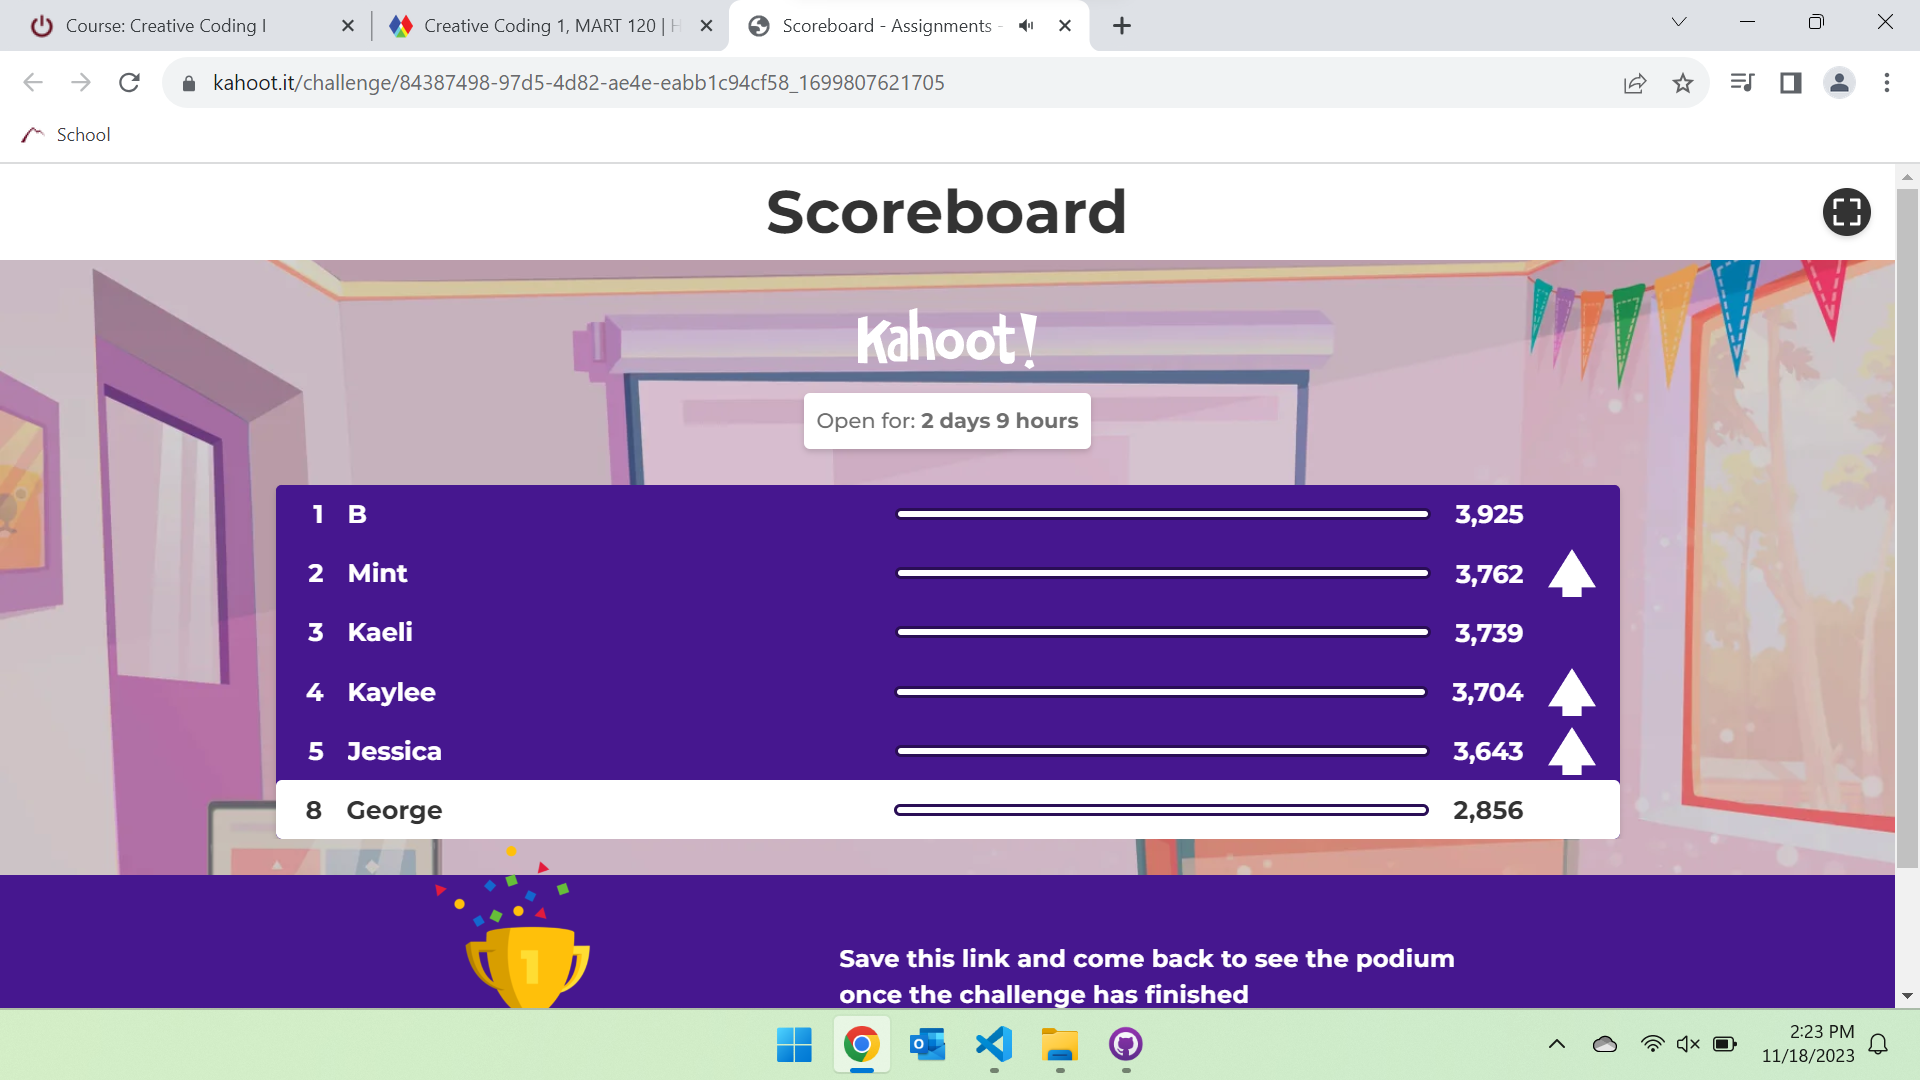 Course: Creative Coding I
Creative Coding 1, MART 120 | H
Scoreboard - Assignments -
kahoot.it/challenge/84387498-97d5-4d82-ae4e-eabb1c94cf58_1699807621705
School
Scoreboard
Kahoot!
Open for: 2 days 9 hours
1 B 3,925
2 Mint 3,762
3 Kaeli 3,739
4 Kaylee 3,704
5 Jessica 3,643
8 George 2,856
1
Save this link and come back to see the podium
once the challenge has finished
2:23 PM
11/18/2023